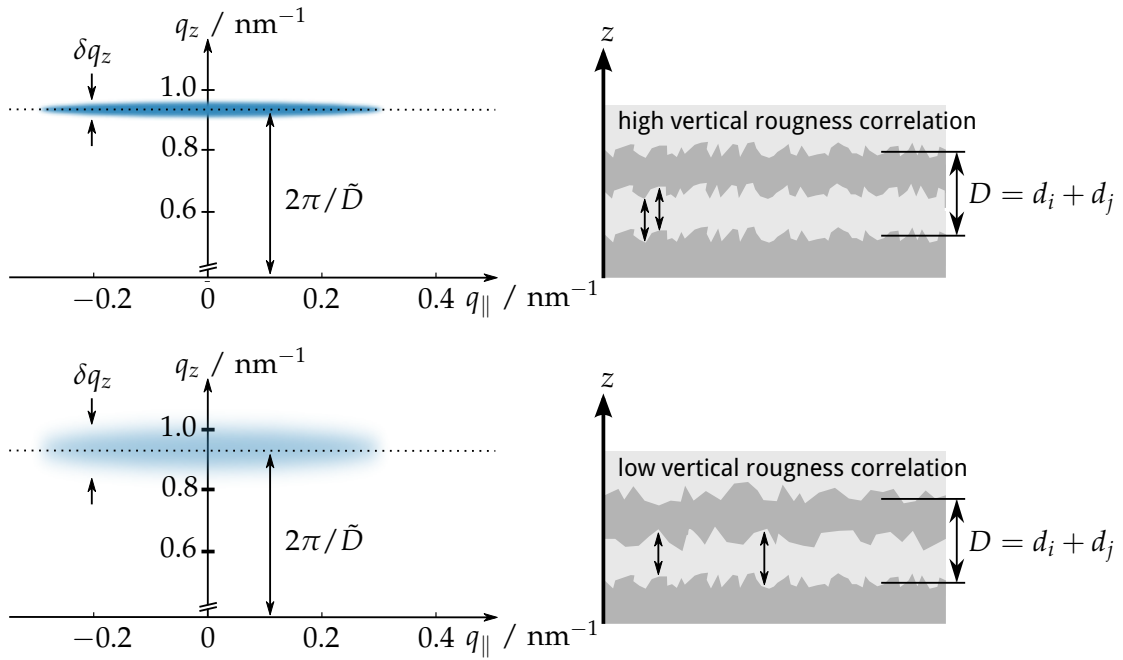 q_z / nm⁻¹
δq_z
1.0
0.8
0.6
2π/D̃
−0.2 0 0.2 0.4 q_∥ / nm⁻¹
z
high vertical rougness correlation
D = d_i + d_j
q_z / nm⁻¹
δq_z
1.0
0.8
0.6
2π/D̃
−0.2 0 0.2 0.4 q_∥ / nm⁻¹
z
low vertical rougness correlation
D = d_i + d_j